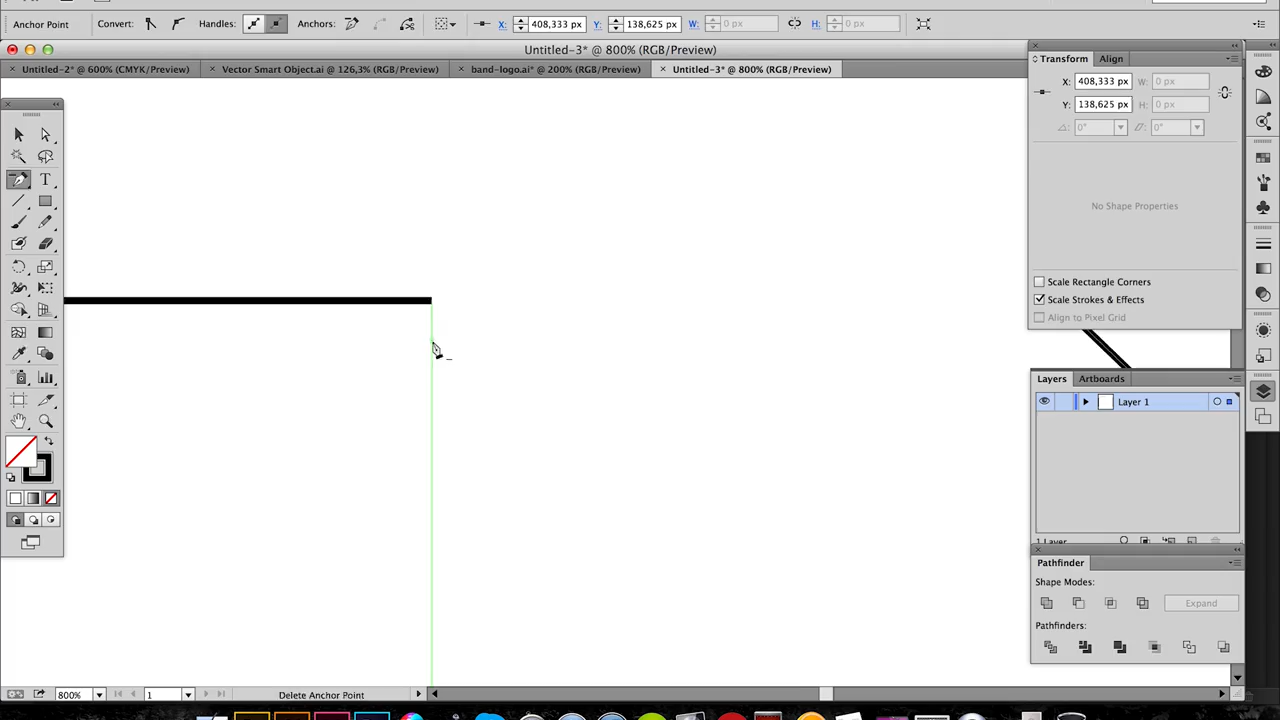 Anchor Point
Convert:
Handles:
Anchors:
X: 408,333 px
Y: 138,625 px
W: 0 px
H: 0 px
Untitled-3* @ 800% (RGB/Preview)
Untitled-2* @ 600% (CMYK/Preview)
Vector Smart Object.ai @ 126,3% (RGB/Preview)
band-logo.ai* @ 200% (RGB/Preview)
Untitled-3* @ 800% (RGB/Preview)
Transform
Align
X: 408,333 px
W: 0 px
Y: 138,625 px
H: 0 px
0°
0°
No Shape Properties
Scale Rectangle Corners
Scale Strokes & Effects
Align to Pixel Grid
Layers
Artboards
Layer 1
1 Layer
Pathfinder
Shape Modes:
Expand
Pathfinders:
T
800%
1
Delete Anchor Point